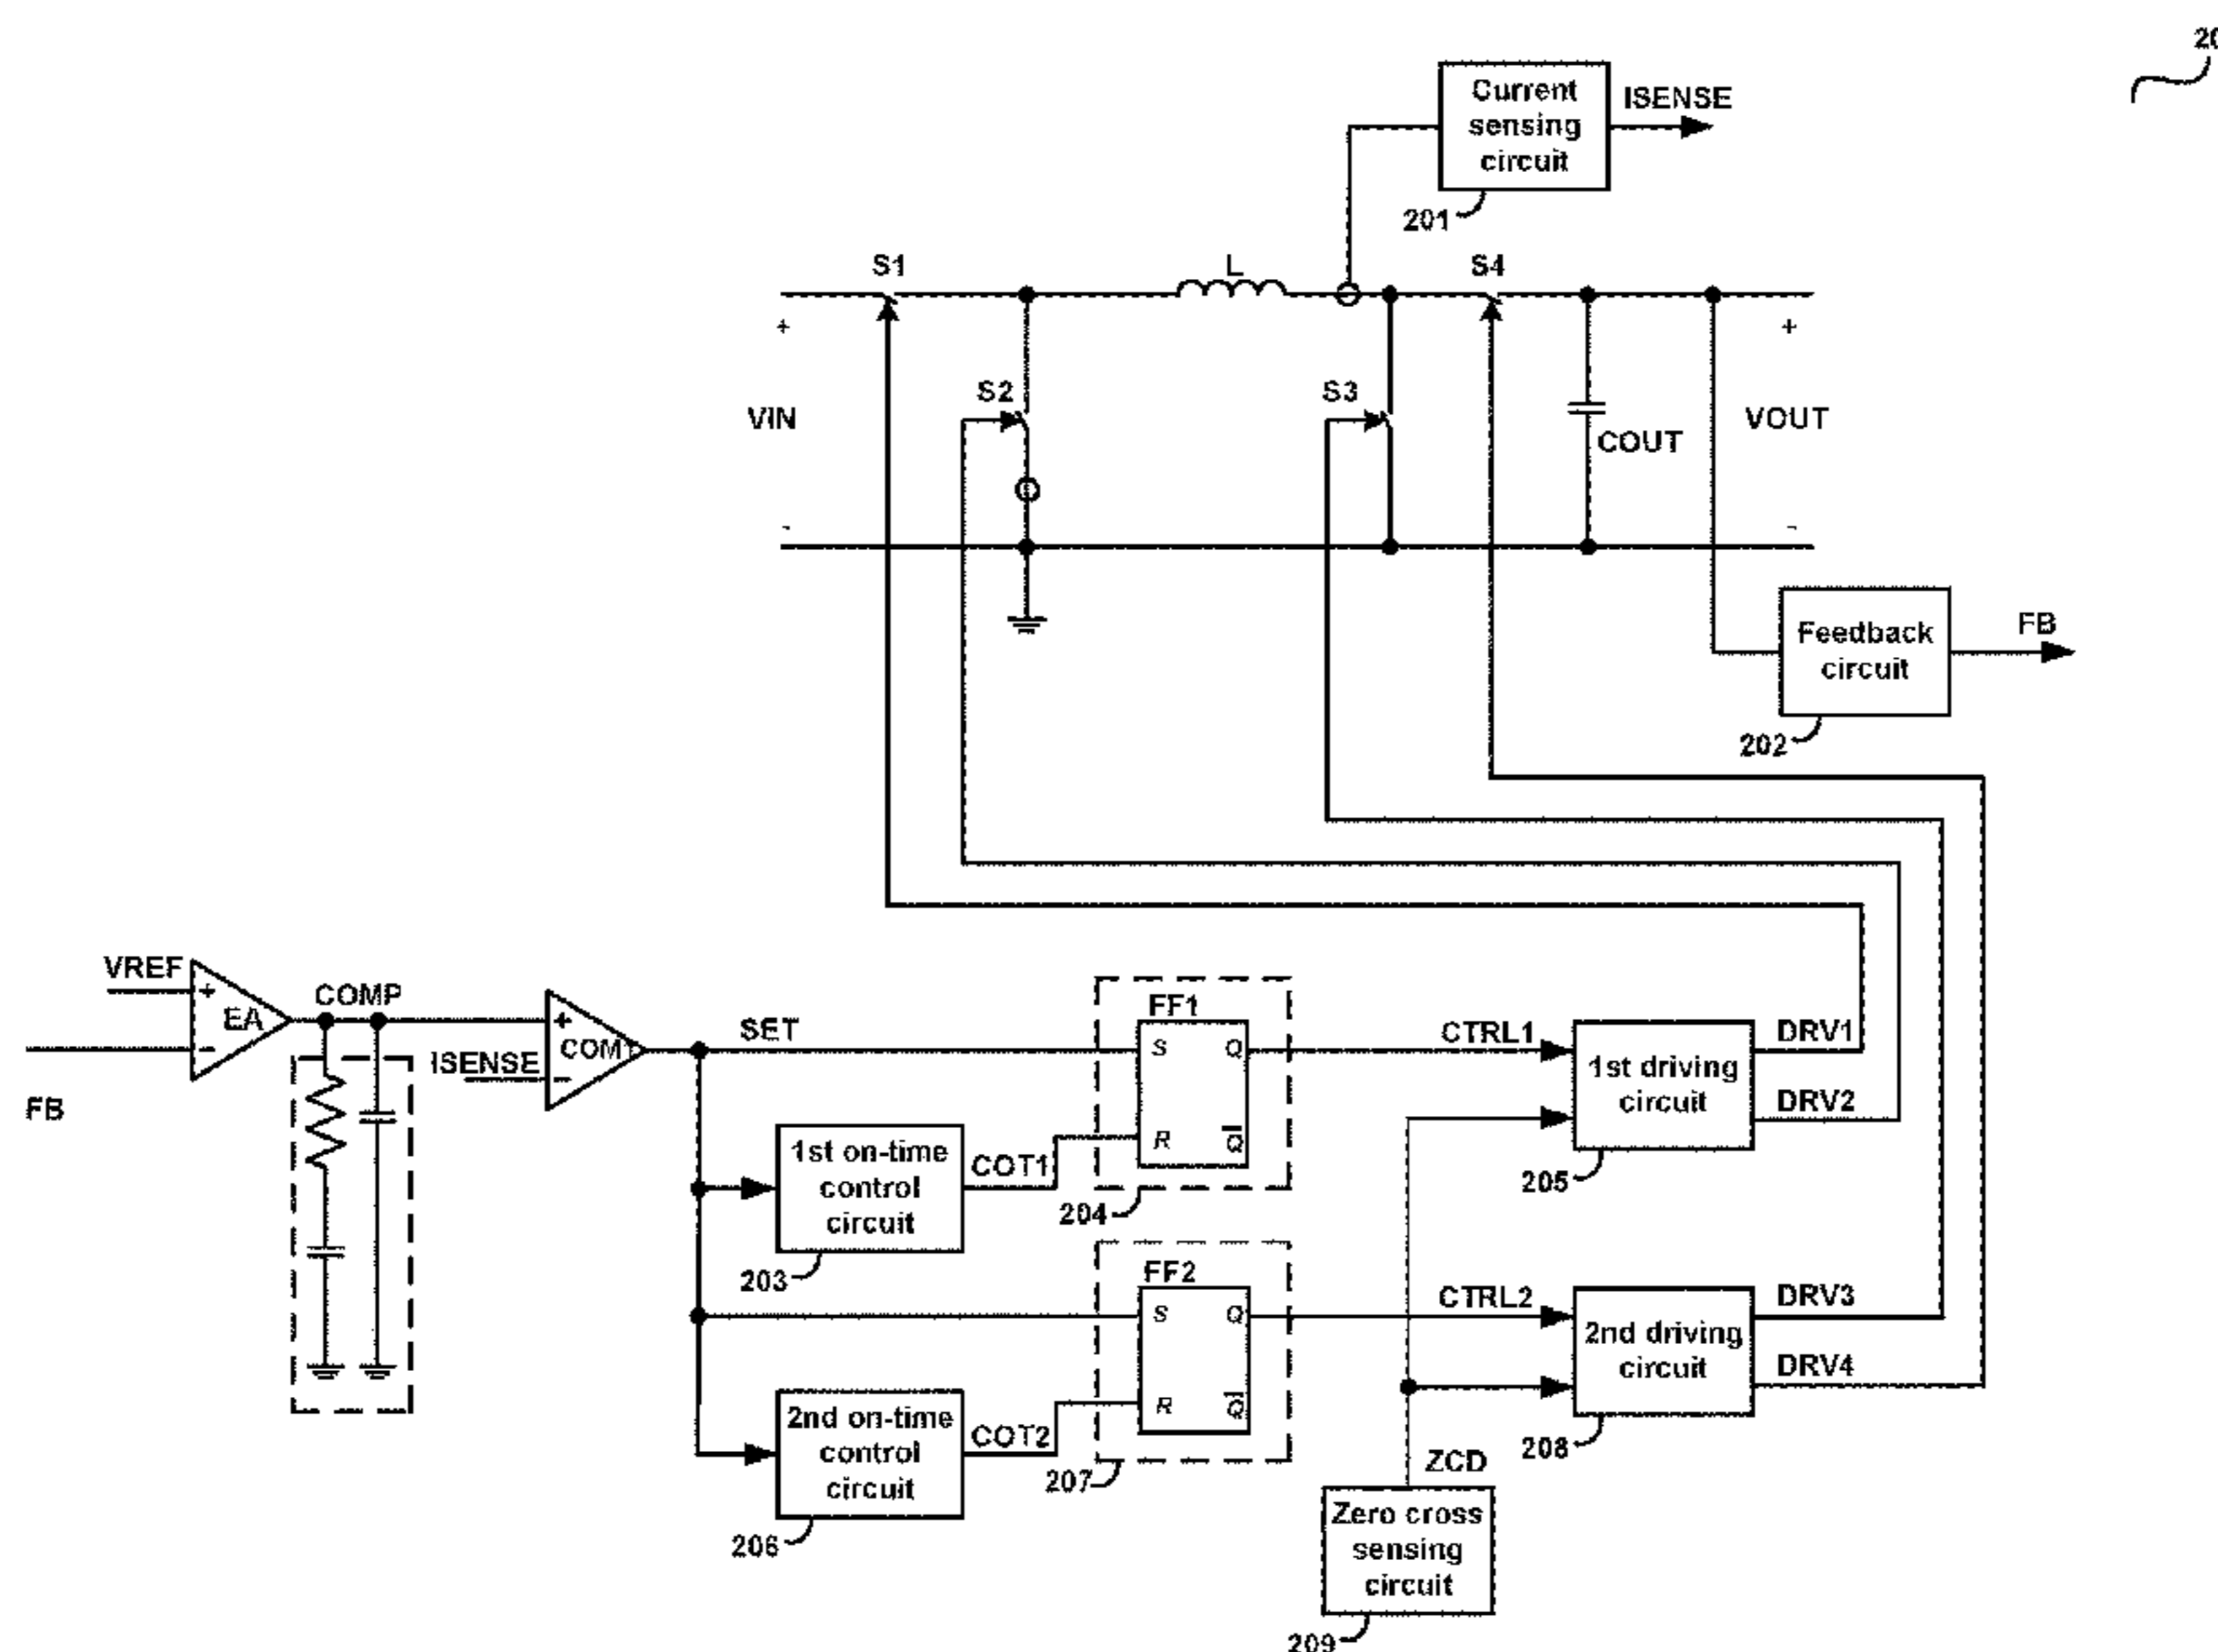 20
Current
sensing
circuit
ISENSE
201
S1
L
S4
+
+
S2
S3
VIN
COUT
VOUT
-
-
Feedback
circuit
FB
202
VREF
+
EA
-
FB
COMP
+
ISENSE
-
SET
FF1
S
Q
R
Q
204
CTRL1
1st driving
circuit
DRV1
DRV2
205
1st on-time
control
circuit
COT1
203
FF2
S
Q
R
Q
207
CTRL2
2nd driving
circuit
DRV3
DRV4
208
2nd on-time
control
circuit
COT2
206
ZCD
Zero cross
sensing
circuit
209